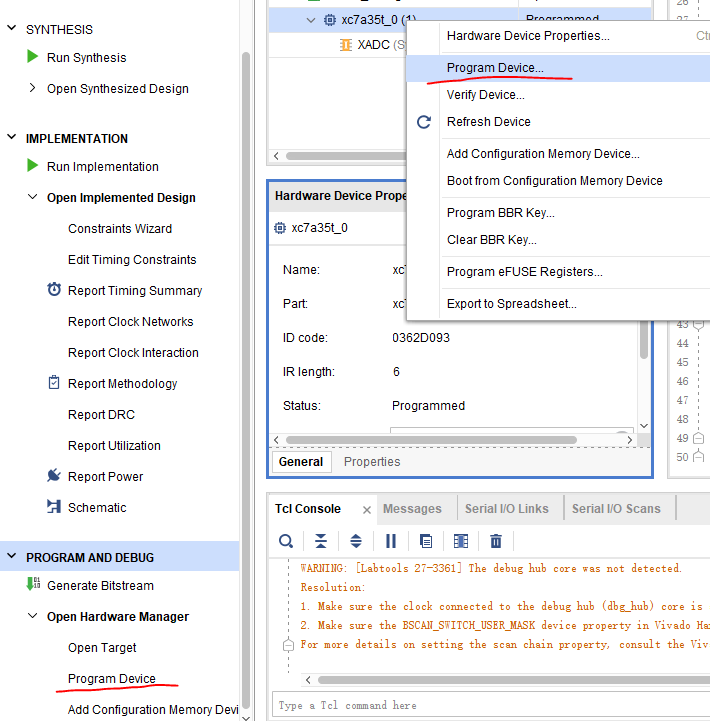 SYNTHESIS
Run Synthesis
Open Synthesized Design
IMPLEMENTATION
Run Implementation
Open Implemented Design
Constraints Wizard
Edit Timing Constraints
Report Timing Summary
Report Clock Networks
Report Clock Interaction
Report Methodology
Report DRC
Report Utilization
Report Power
Schematic
PROGRAM AND DEBUG
Generate Bitstream
Open Hardware Manager
Open Target
Program Device
Add Configuration Memory Devi
xc7a35t_0 (1)
Programmed
XADC (S
Hardware Device Properties...
Ctr
Program Device...
Verify Device...
Refresh Device
Add Configuration Memory Device...
Boot from Configuration Memory Device
Program BBR Key...
Clear BBR Key...
Program eFUSE Registers...
Export to Spreadsheet...
Hardware Device Prope
xc7a35t_0
Name:
xc7
Part:
xc7
ID code:
0362D093
IR length:
6
Status:
Programmed
General
Properties
43
44
45
46
47
48
49
50
Tcl Console
Messages
Serial I/O Links
Serial I/O Scans
WARNING: [Labtools 27-3361] The debug hub core was not detected.
Resolution:
1. Make sure the clock connected to the debug hub (dbg_hub) core is
2. Make sure the BSCAN_SWITCH_USER_MASK device property in Vivado Har
For more details on setting the scan chain property, consult the Viv
Type a Tcl command here